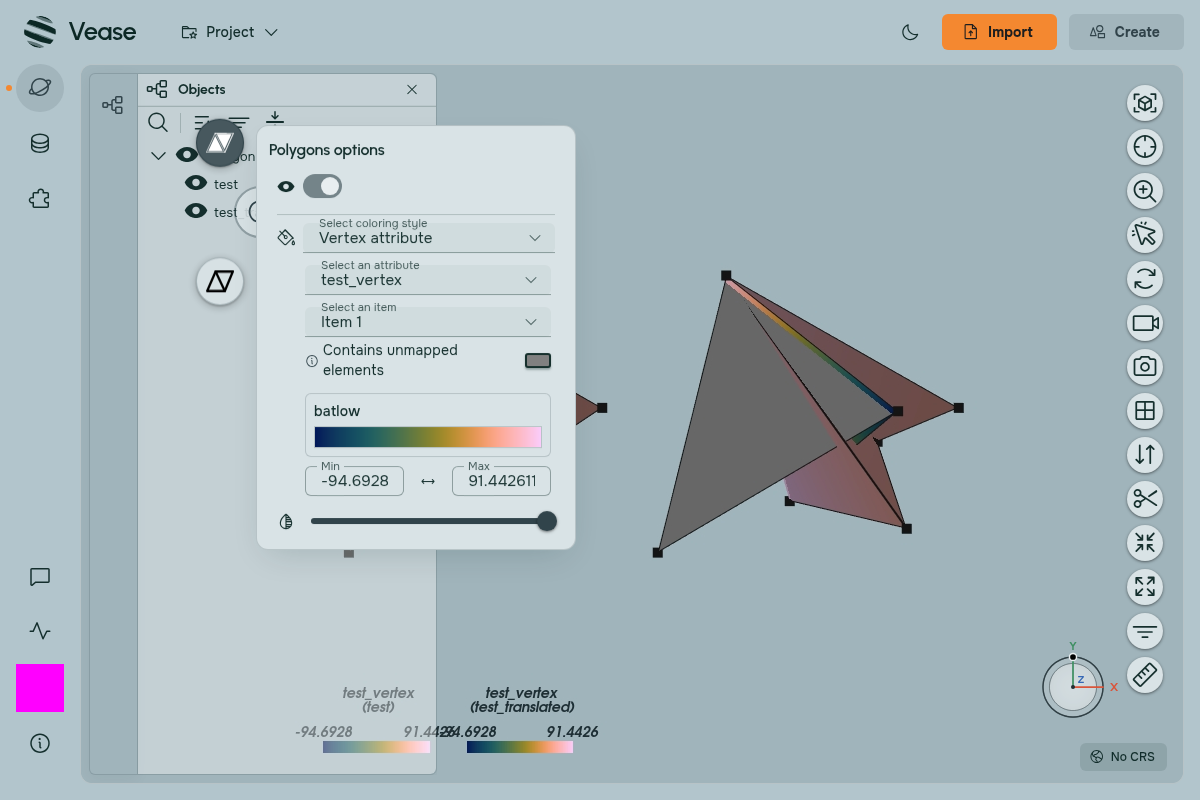 Vease
Project
Import
Create
Objects
test
test
Polygons options
Select coloring style
Vertex attribute
Select an attribute
test_vertex
Select an item
Item 1
Contains unmapped
elements
batlow
Min
-94.6928
Max
91.442611
test_vertex
(test)
-94.6928
91.4426
test_vertex
(test_translated)
-94.6928
91.4426
Y
Z
X
No CRS